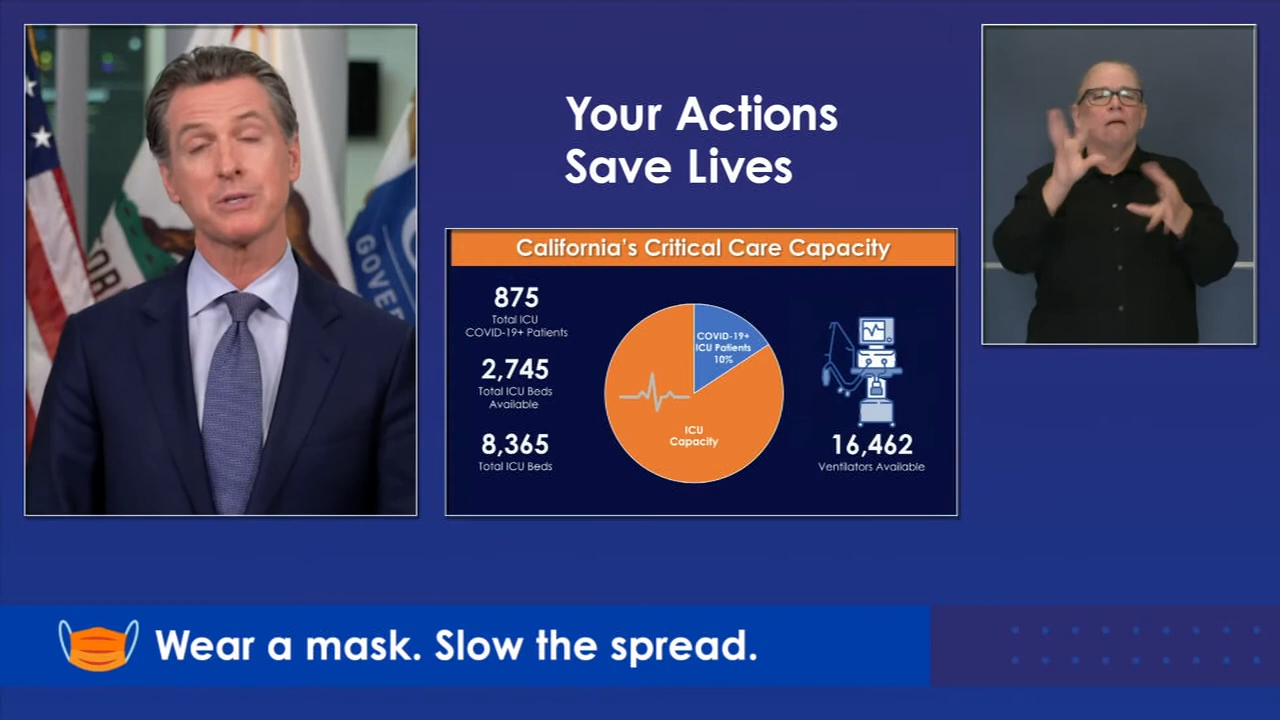 Your Actions
Save Lives
California's Critical Care Capacity
875
Total ICU
COVID-19+ Patients
2,745
Total ICU Beds
Available
8,365
Total ICU Beds
COVID-19+
ICU Patients
10%
ICU
Capacity
16,462
Ventilators Available
Wear a mask. Slow the spread.